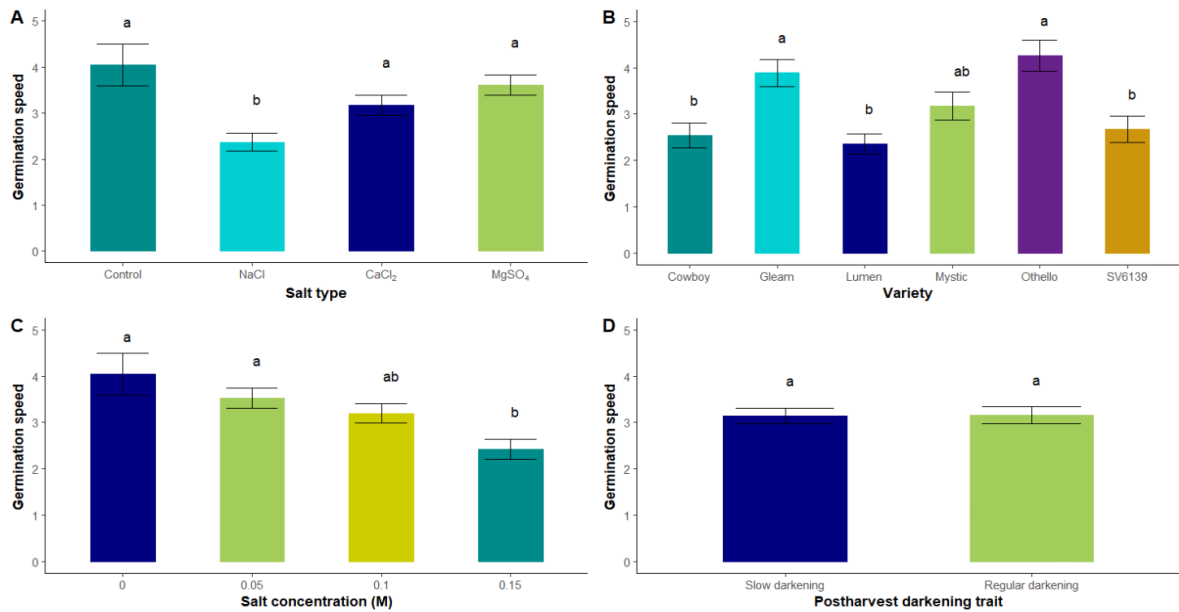 A
Germination speed
5
4
3
2
1
0
a
b
a
a
Control NaCl CaCl₂ MgSO₄
Salt type
B
Germination speed
5
4
3
2
1
0
b
a
b
ab
a
b
Cowboy Gleam Lumen Mystic Othello SV6139
Variety
C
Germination speed
5
4
3
2
1
0
a
a
ab
b
0 0.05 0.1 0.15
Salt concentration (M)
D
Germination speed
5
4
3
2
1
0
a
a
Slow darkening Regular darkening
Postharvest darkening trait